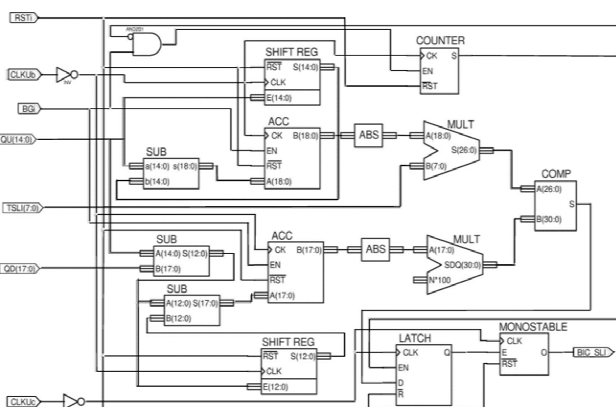 RSTi
AND201
COUNTER
CK S
EN
RST
SHIFT REG
RST S(14:0)
CLK
E(14:0)
CLKUb
INV
BGi
ACC
CK B(18:0)
EN
RST
A(18:0)
ABS
MULT
A(18:0)
S(26:0)
B(7:0)
QU(14:0)
SUB
a(14:0) s(18:0)
b(14:0)
COMP
A(26:0)
S
B(30:0)
TSLI(7:0)
SUB
A(14:0) S(12:0)
B(17:0)
ACC
CK B(17:0)
EN
RST
A(17:0)
ABS
MULT
A(17:0)
SDQ(30:0)
N*100
QD(17:0)
SUB
A(12:0) S(17:0)
B(12:0)
SHIFT REG
RST S(12:0)
CLK
E(12:0)
LATCH
CLK Q
EN
D
R
MONOSTABLE
CLK
E Q
RST
BIC_SLI
CLKUc